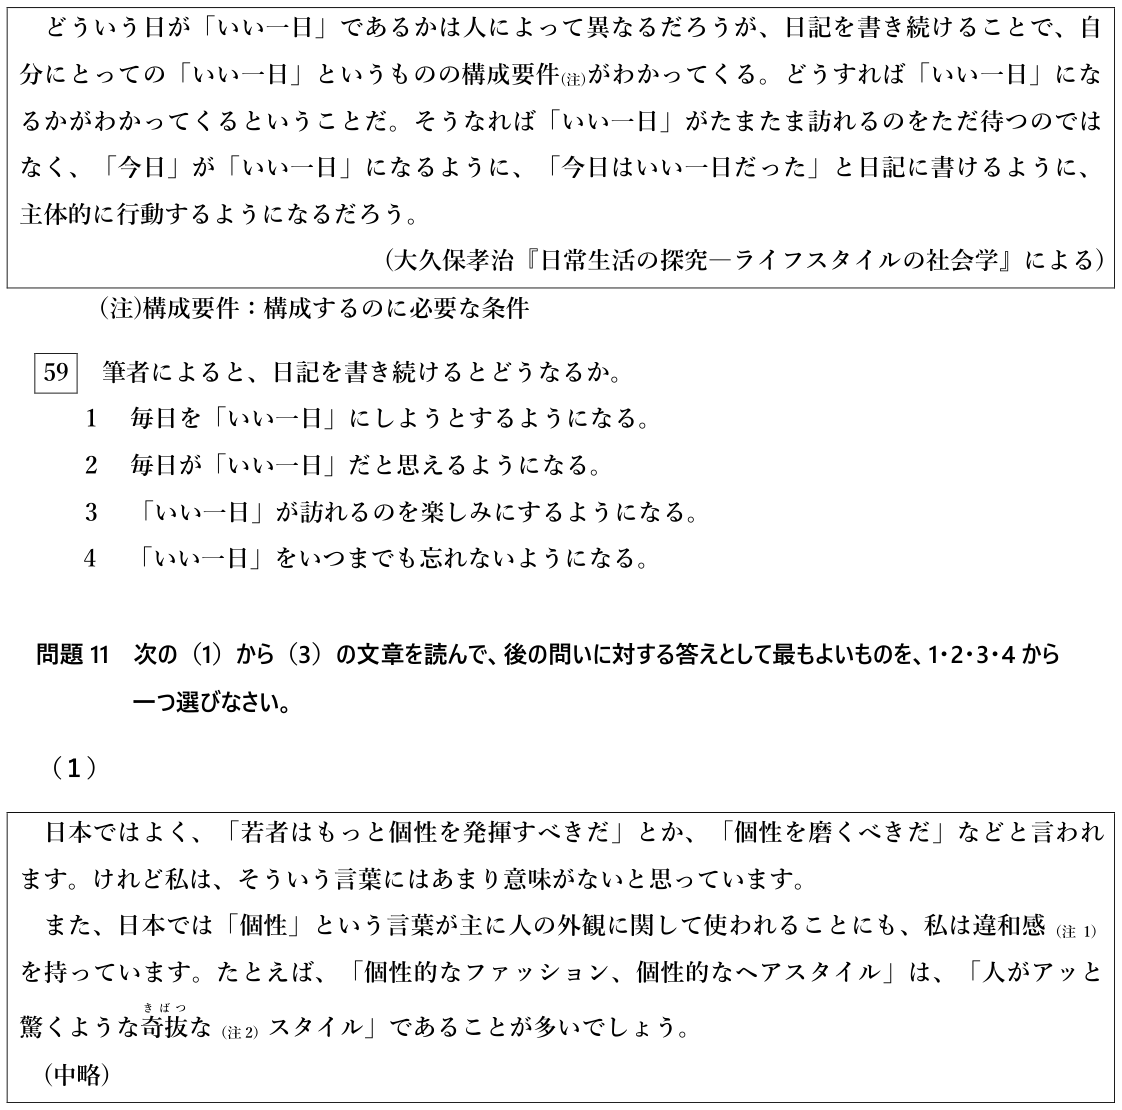 どういう日が「いい一日」であるかは人によって異なるだろうが、日記を書き続けることで、自
分にとっての「いい一日」というものの構成要件(注)がわかってくる。どうすれば「いい一日」にな
るかがわかってくるということだ。そうなれば「いい一日」がたまたま訪れるのをただ待つのでは
なく、「今日」が「いい一日」になるように、「今日はいい一日だった」と日記に書けるように、
主体的に行動するようになるだろう。
(大久保孝治『日常生活の探究―ライフスタイルの社会学』による)
(注)構成要件：構成するのに必要な条件
59 筆者によると、日記を書き続けるとどうなるか。
1 毎日を「いい一日」にしようとするようになる。
2 毎日が「いい一日」だと思えるようになる。
3 「いい一日」が訪れるのを楽しみにするようになる。
4 「いい一日」をいつまでも忘れないようになる。
問題 11 次の（1）から（3）の文章を読んで、後の問いに対する答えとして最もよいものを、1・2・3・4 から
一つ選びなさい。
（1）
日本ではよく、「若者はもっと個性を発揮すべきだ」とか、「個性を磨くべきだ」などと言われ
ます。けれど私は、そういう言葉にはあまり意味がないと思っています。
また、日本では「個性」という言葉が主に人の外観に関して使われることにも、私は違和感 (注 1)
を持っています。たとえば、「個性的なファッション、個性的なヘアスタイル」は、「人がアッと
きばつ
驚くような奇抜な (注 2) スタイル」であることが多いでしょう。
(中略)